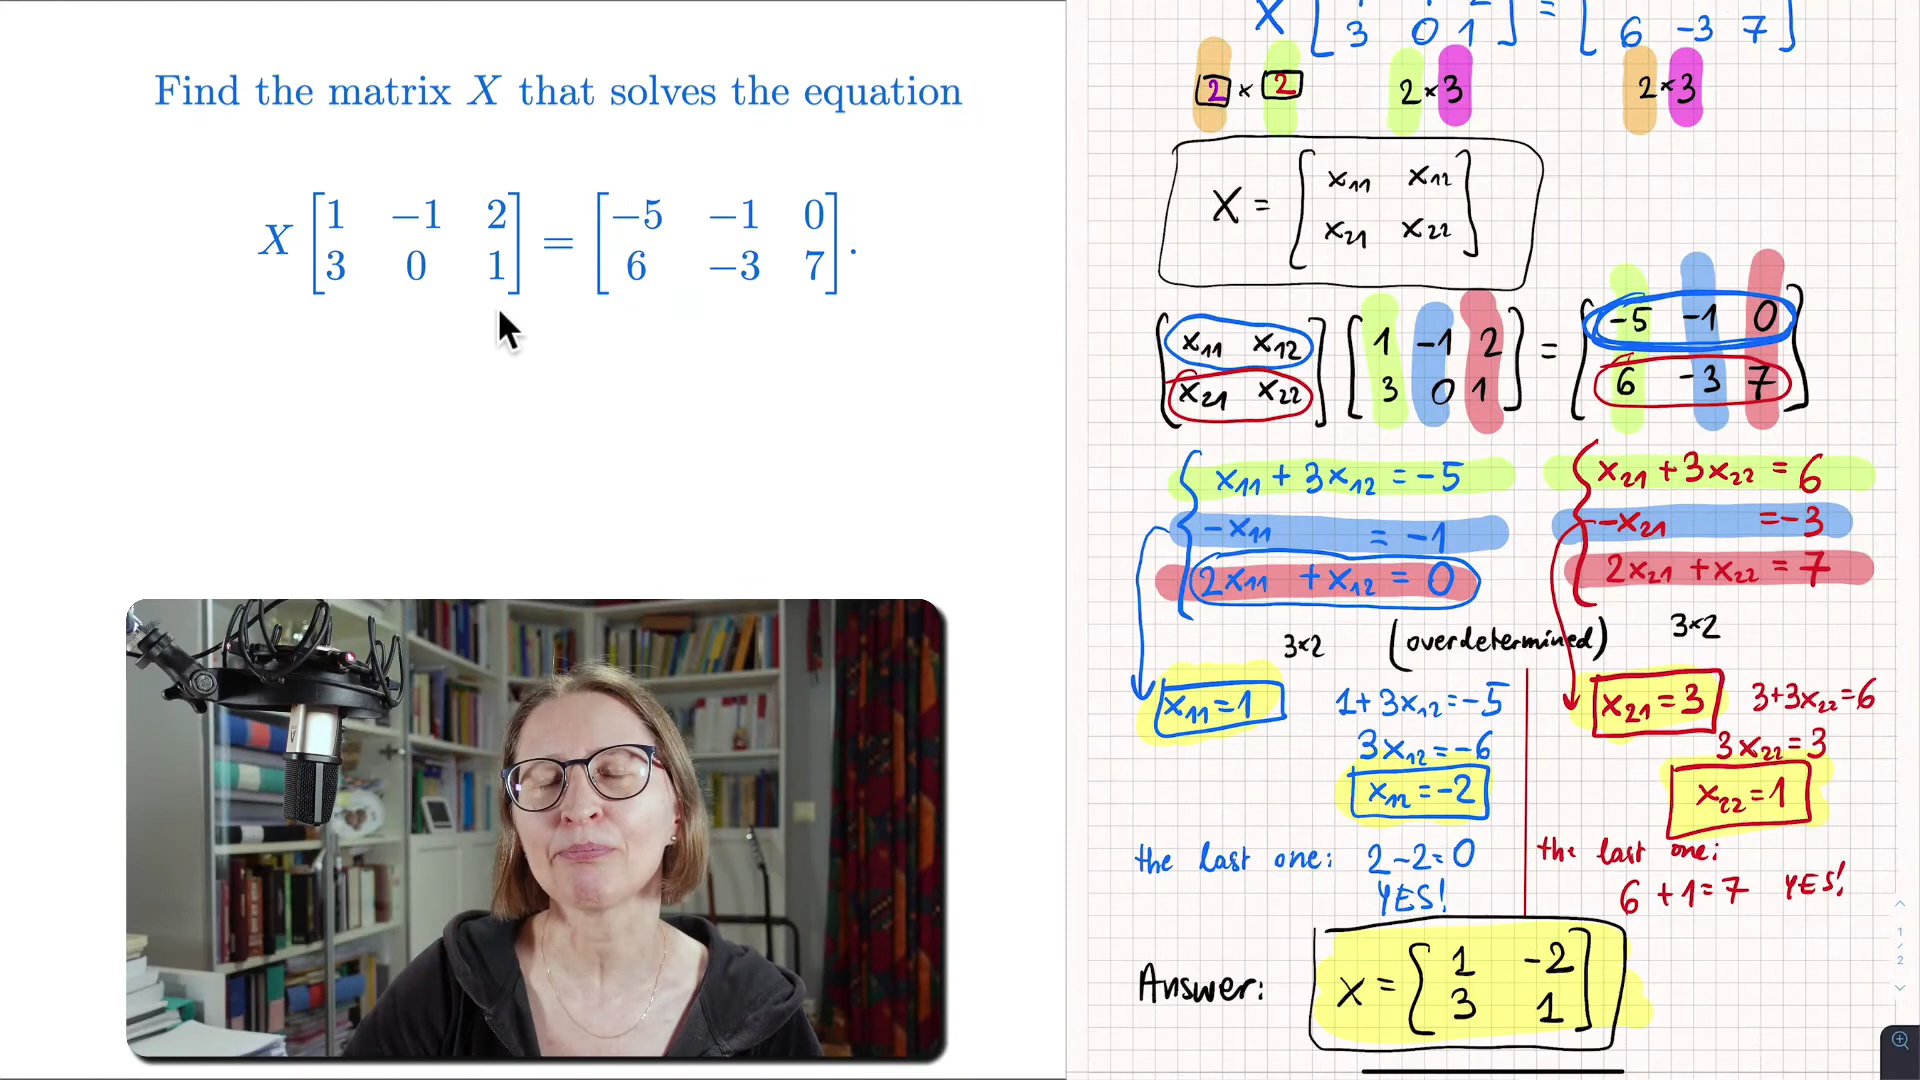 Find the matrix X that solves the equation
X [1 −1 2] = [−5 −1 0].
[3 0 1] [6 −3 7]
X [3 0 1] = [6 -3 7]
2 × 2 2×3 2×3
X = [x₁₁ x₁₂]
[x₂₁ x₂₂]
[x₁₁ x₁₂] [1 -1 2] = [-5 -1 0]
[x₂₁ x₂₂] [3 0 1] [6 -3 7]
x₁₁ + 3x₁₂ = -5
-x₁₁ = -1
2x₁₁ + x₁₂ = 0
3×2
(overdetermined)
x₂₁ + 3x₂₂ = 6
-x₂₁ = -3
2x₂₁ + x₂₂ = 7
3×2
x₁₁ = 1 1 + 3x₁₂ = -5
3x₁₂ = -6
x₁₂ = -2
the last one: 2 - 2 = 0
YES!
x₂₁ = 3 3 + 3x₂₂ = 6
3x₂₂ = 3
x₂₂ = 1
the last one:
6 + 1 = 7 YES!
Answer: X = [1 -2]
[3 1]
1 / 2